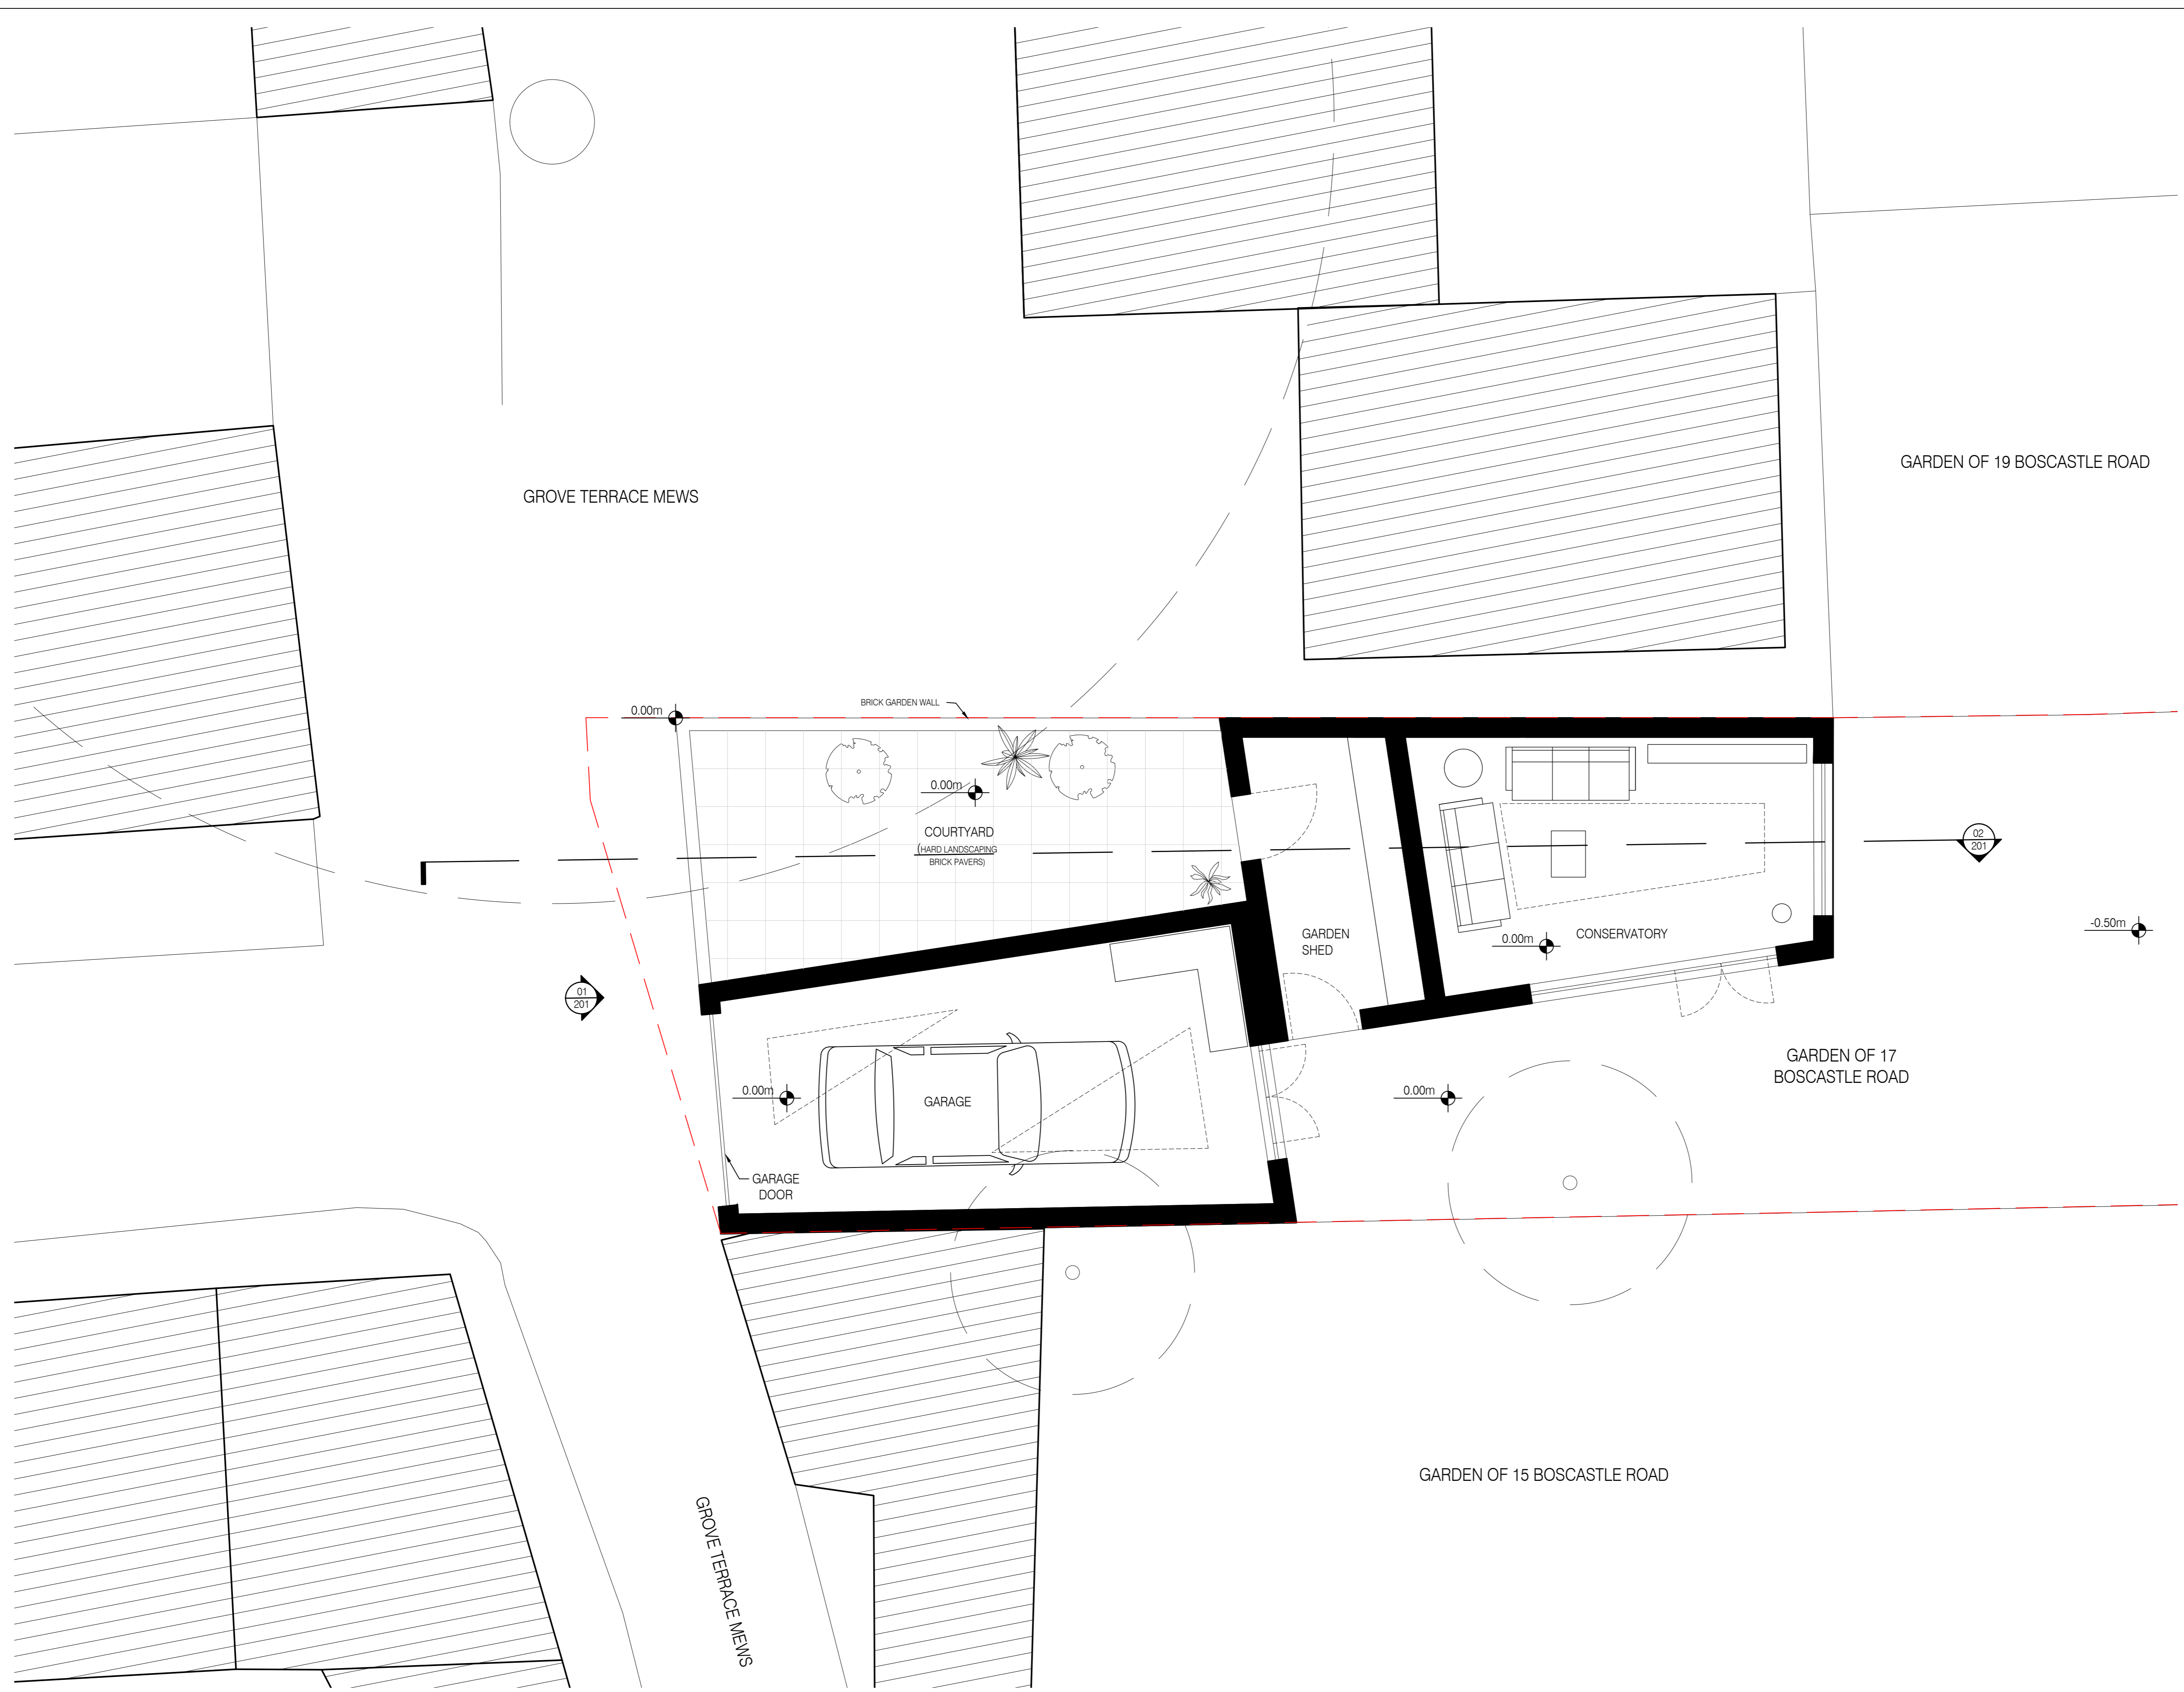 GARDEN OF 19 BOSCASTLE ROAD
GROVE TERRACE MEWS
BRICK GARDEN WALL
0.00m
0.00m
COURTYARD
(HARD LANDSCAPING
BRICK PAVERS)
02
201
-0.50m
GARDEN
SHED
0.00m
CONSERVATORY
01
201
GARDEN OF 17
BOSCASTLE ROAD
0.00m
GARAGE
0.00m
GARAGE
DOOR
GARDEN OF 15 BOSCASTLE ROAD
GROVE TERRACE MEWS